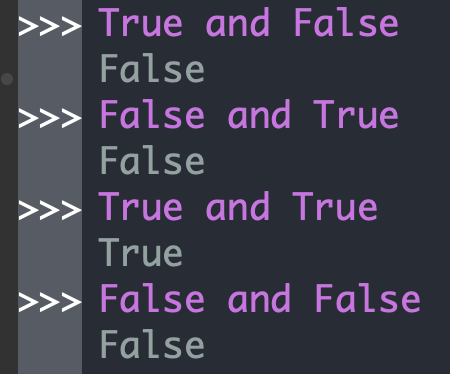 >>> True and False
False
>>> False and True
False
>>> True and True
True
>>> False and False
False